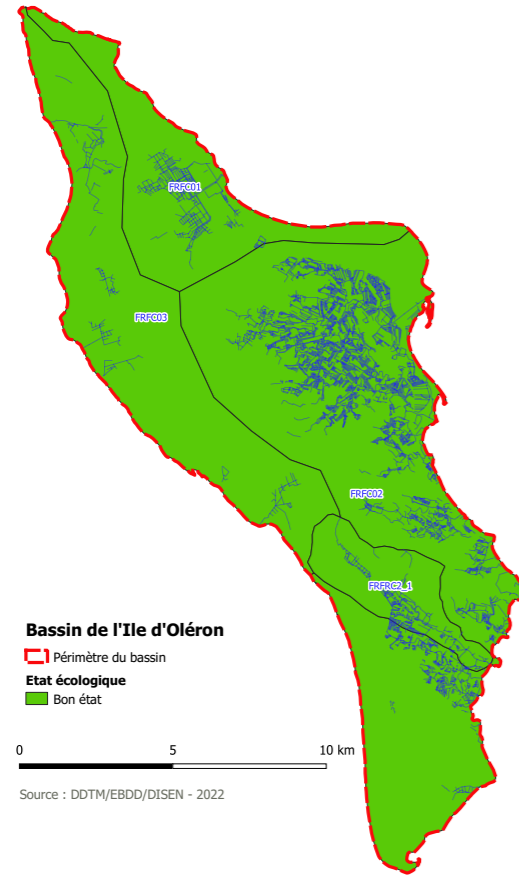 FRFC01
FRFC03
FRFC02
FRFRC2_1
Bassin de l'Ile d'Oléron
Périmètre du bassin
Etat écologique
Bon état
0 5 10 km
Source : DDTM/EBDD/DISEN - 2022